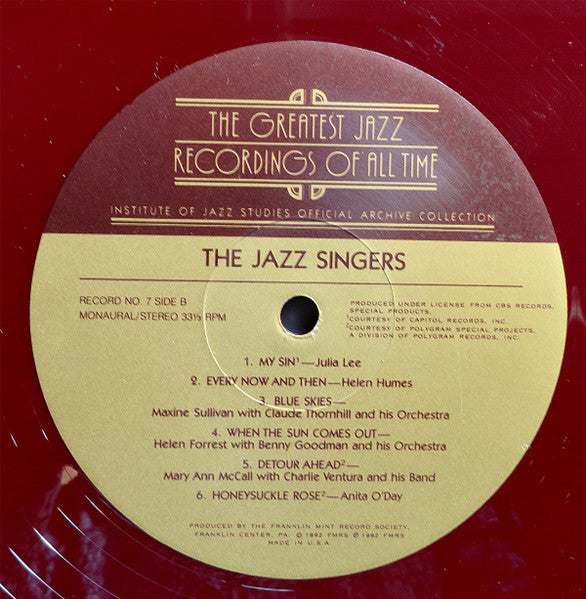 THE GREATEST JAZZ
RECORDINGS OF ALL TIME
INSTITUTE OF JAZZ STUDIES OFFICIAL ARCHIVE COLLECTION
THE JAZZ SINGERS
RECORD NO. 7 SIDE B
MONAURAL/STEREO 33⅓ RPM
PRODUCED UNDER LICENSE FROM CBS RECORDS,
SPECIAL PRODUCTS.
¹COURTESY OF CAPITOL RECORDS, INC.
²COURTESY OF POLYGRAM SPECIAL PROJECTS,
A DIVISION OF POLYGRAM RECORDS, INC.
1. MY SIN¹—Julia Lee
2. EVERY NOW AND THEN—Helen Humes
3. BLUE SKIES—
Maxine Sullivan with Claude Thornhill and his Orchestra
4. WHEN THE SUN COMES OUT—
Helen Forrest with Benny Goodman and his Orchestra
5. DETOUR AHEAD²—
Mary Ann McCall with Charlie Ventura and his Band
6. HONEYSUCKLE ROSE²—Anita O'Day
PRODUCED BY THE FRANKLIN MINT RECORD SOCIETY,
FRANKLIN CENTER, PA. © 1982 FMRS ℗ 1982 FMRS
MADE IN U.S.A.